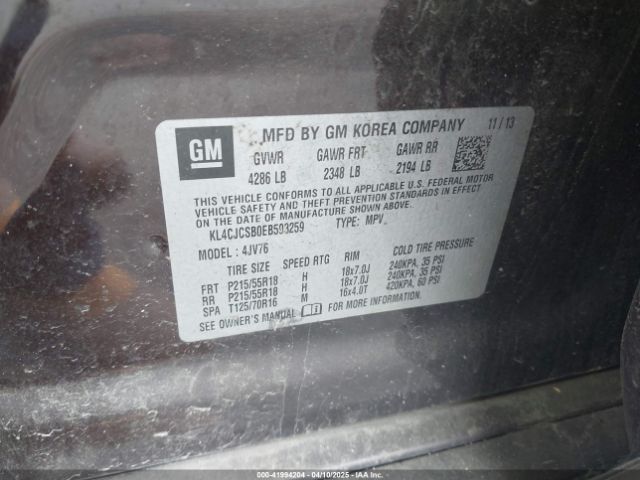 GM
MFD BY GM KOREA COMPANY 11/13
GVWR GAWR FRT GAWR RR
4286 LB 2348 LB 2194 LB
THIS VEHICLE CONFORMS TO ALL APPLICABLE U.S. FEDERAL MOTOR
VEHICLE SAFETY AND THEFT PREVENTION STANDARDS IN EFFECT
ON THE DATE OF MANUFACTURE SHOWN ABOVE.
KL4CJCSB0EB503259 TYPE: MPV
MODEL: 4JV76
TIRE SIZE SPEED RTG RIM COLD TIRE PRESSURE
FRT P215/55R18 H 18x7.0J 240KPA, 35 PSI
RR P215/55R18 H 18x7.0J 240KPA, 35 PSI
SPA T125/70R16 M 16x4.0T 420KPA, 60 PSI
SEE OWNER'S MANUAL FOR MORE INFORMATION.
000-41994204 - 04/10/2025 - IAA